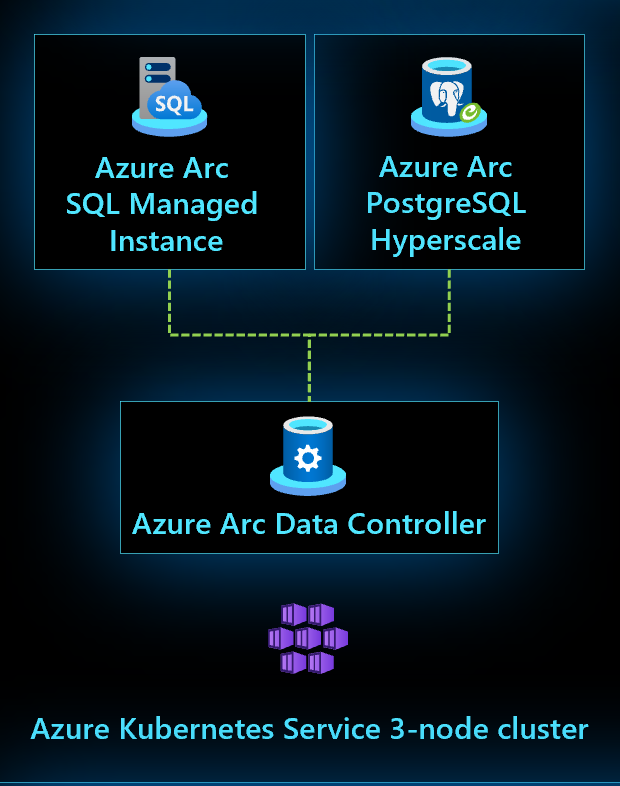 SQL
Azure Arc
SQL Managed
Instance
Azure Arc
PostgreSQL
Hyperscale
Azure Arc Data Controller
Azure Kubernetes Service 3-node cluster